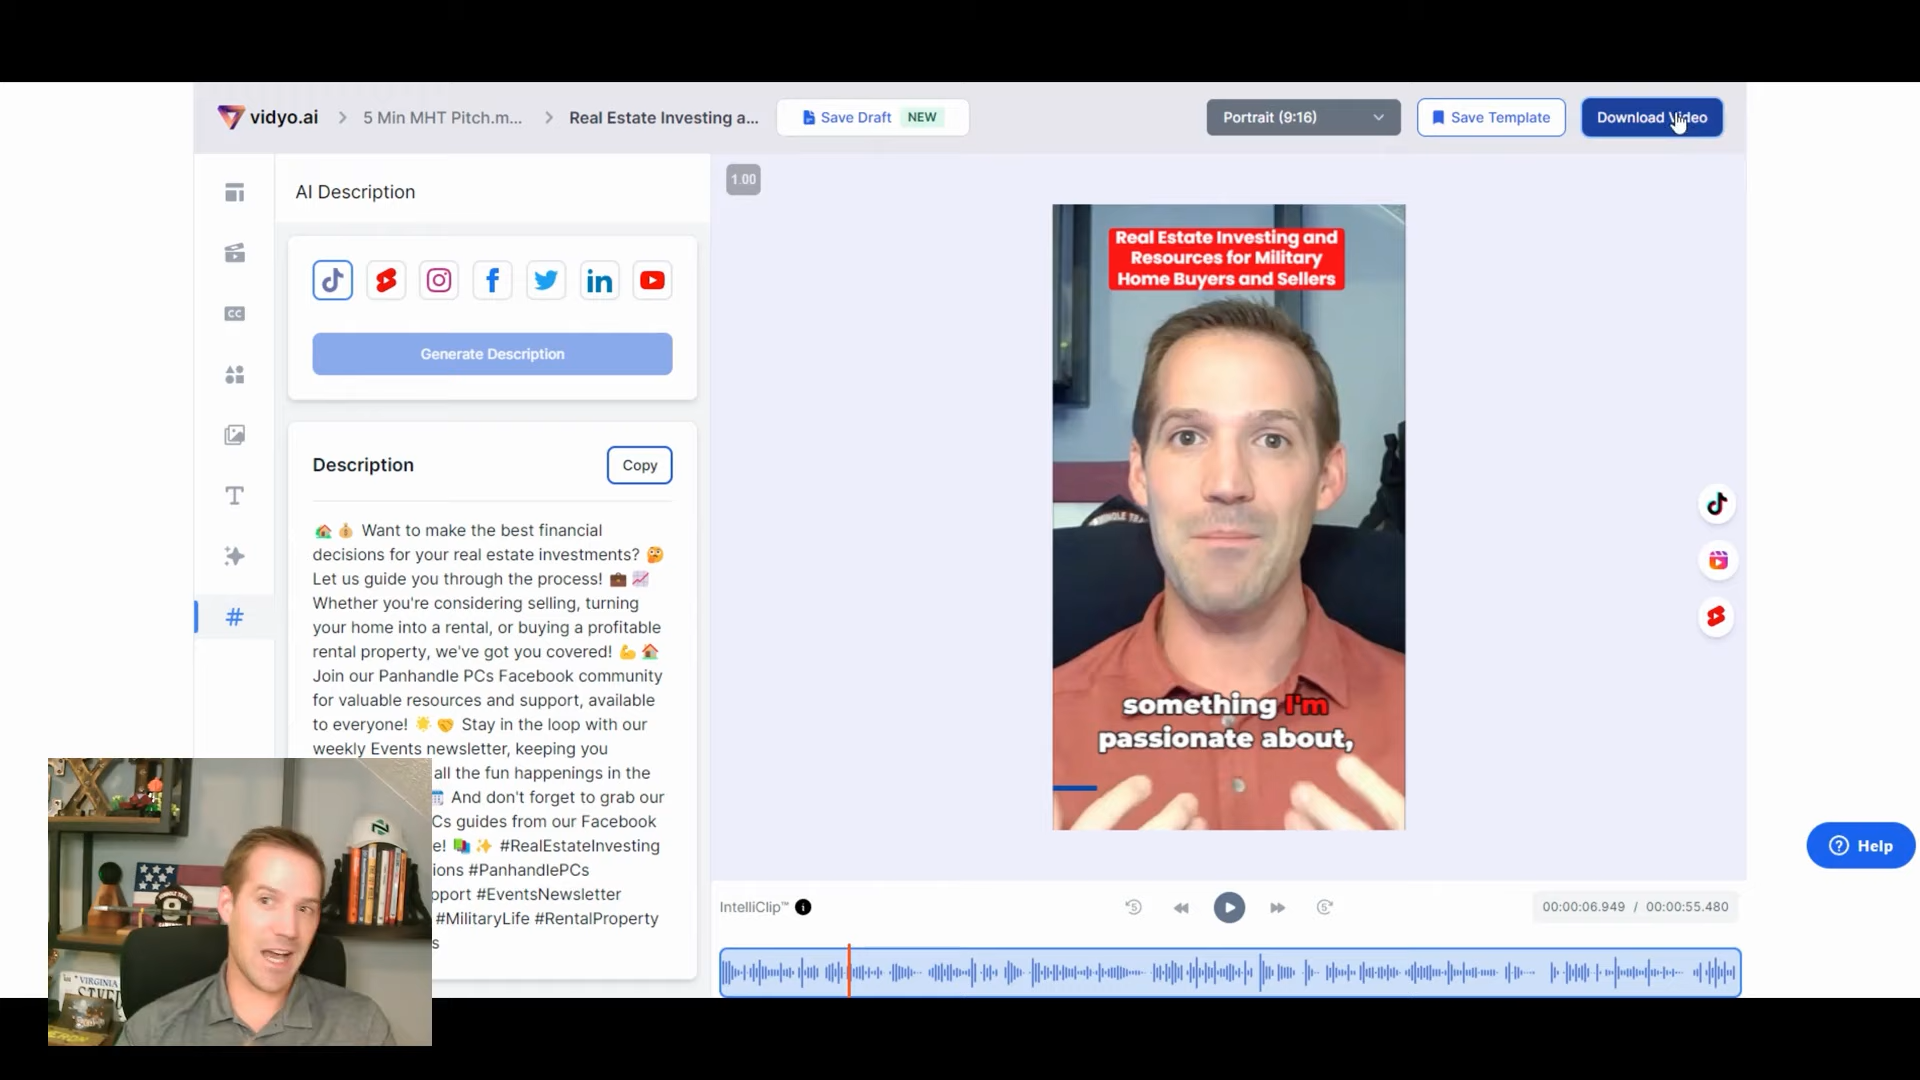 vidyo.ai > 5 Min MHT Pitch.m... > Real Estate Investing a... Save Draft NEW Portrait (9:16) Save Template Download Video
AI Description
Generate Description
Description Copy
Want to make the best financial
decisions for your real estate investments?
Let us guide you through the process!
Whether you're considering selling, turning
your home into a rental, or buying a profitable
rental property, we've got you covered!
Join our Panhandle PCs Facebook community
for valuable resources and support, available
to everyone! Stay in the loop with our
weekly Events newsletter, keeping you
all the fun happenings in the
And don't forget to grab our
Cs guides from our Facebook
e! #RealEstateInvesting
ions #PanhandlePCs
pport #EventsNewsletter
#MilitaryLife #RentalProperty
s
1.00
Real Estate Investing and
Resources for Military
Home Buyers and Sellers
something I'm
passionate about,
Help
IntelliClip™
5
5
00:00:06.949 / 00:00:55.480
CC
#
VIRGINIA